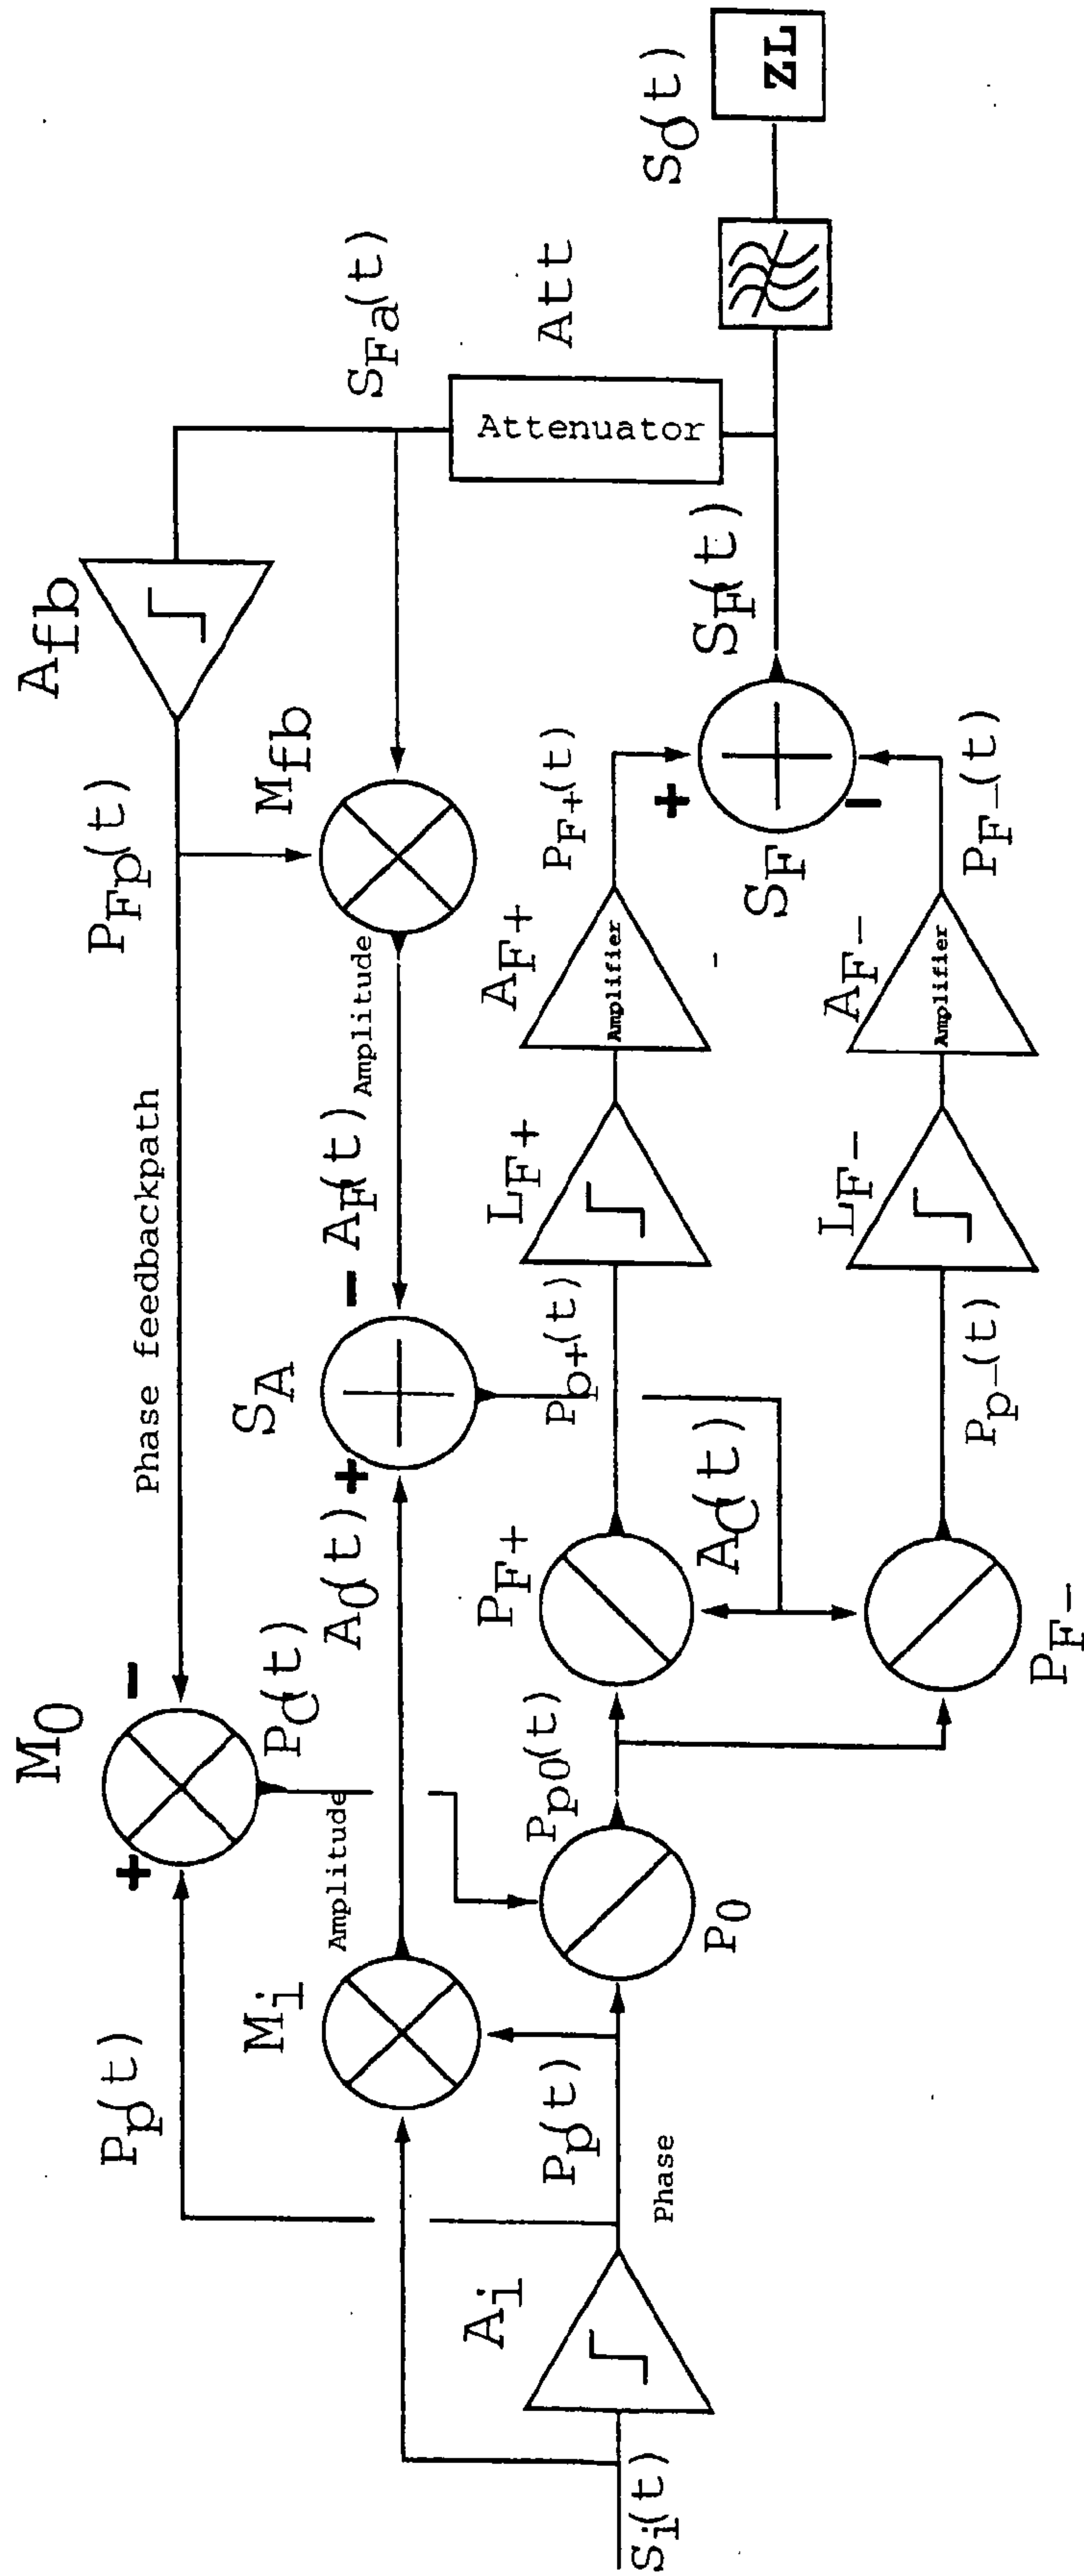 Si(t)
Ai
Pp(t)
Phase
Pp(t)
Mi
Amplitude
M0
+
−
PC(t)
P0
Pp0(t)
A0(t)
PF+
PF−
AC(t)
SA
+
−
Pp+(t)
Pp−(t)
LF+
LF−
AF(t)
Amplitude
Phase feedbackpath
PFp(t)
Mfb
Afb
AF+
Amplifier
AF−
Amplifier
PF+(t)
PF−(t)
+
−
SF
SF(t)
Attenuator
Att
SFa(t)
SO(t)
ZL